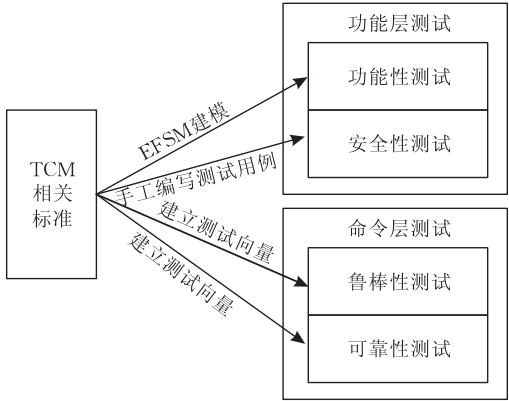 TCM
相关
标准
EFSM建模
手工编写测试用例
建立测试向量
建立测试向量
功能层测试
功能性测试
安全性测试
命令层测试
鲁棒性测试
可靠性测试